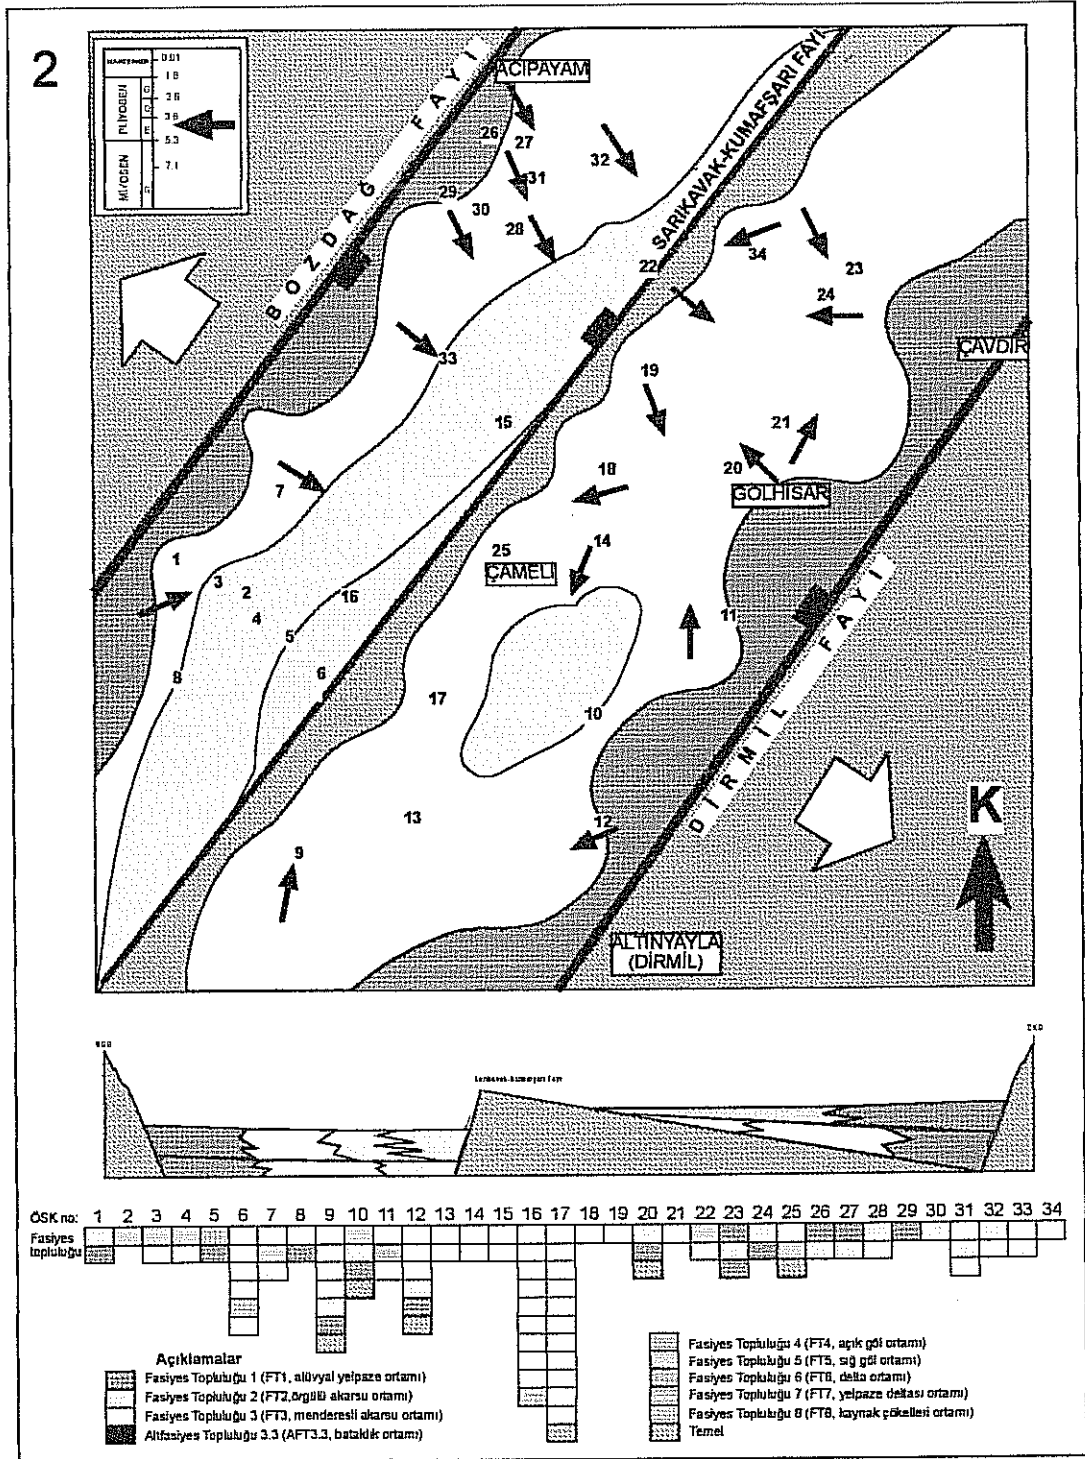 2
PLİYOSEN
MİYOSEN
5.3
7.1
BOZDAĞ FAYI
ACIPAYAM
SARIKAVAK-KUMAFŞARI FAYI
26
27
32
31
29
30
28
34
22
23
24
ÇAVDIR
33
19
15
21
7
18
20
GÖLHİSAR
1
14
25
ÇAMELİ
3
2
16
4
11
5
8
6
17
10
DİRMİL FAYI
13
12
K
9
ALTINYAYLA
(DİRMİL)
ÖSK no: 1 2 3 4 5 6 7 8 9 10 11 12 13 14 15 16 17 18 19 20 21 22 23 24 25 26 27 28 29 30 31 32 33 34
Fasiyes
topluluğu
Açıklamalar
Fasiyes Topluluğu 1 (FT1, alüvyal yelpaze ortamı)
Fasiyes Topluluğu 2 (FT2,örgülü akarsu ortamı)
Fasiyes Topluluğu 3 (FT3, menderesli akarsu ortamı)
Altfasiyes Topluluğu 3.3 (AFT3.3, bataklık ortamı)
Fasiyes Topluluğu 4 (FT4, açık göl ortamı)
Fasiyes Topluluğu 5 (FT5, sığ göl ortamı)
Fasiyes Topluluğu 6 (FT6, delta ortamı)
Fasiyes Topluluğu 7 (FT7, yelpaze deltası ortamı)
Fasiyes Topluluğu 8 (FT8, kaynak çökelleri ortamı)
Temel